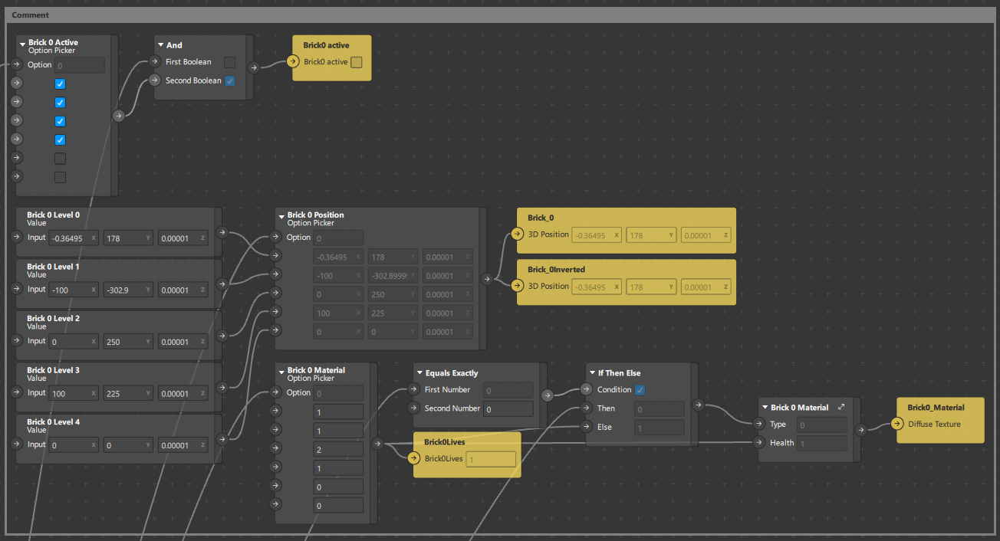 Comment
Brick 0 Active
Option Picker
Option 0
And
First Boolean
Second Boolean
Brick0 active
Brick0 active
Brick 0 Level 0
Value
Input -0.36495 X 178 Y 0.00001 Z
Brick 0 Level 1
Value
Input -100 X -302.9 Y 0.00001 Z
Brick 0 Level 2
Value
Input 0 X 250 Y 0.00001 Z
Brick 0 Level 3
Value
Input 100 X 225 Y 0.00001 Z
Brick 0 Level 4
Value
Input 0 X 0 Y 0.00001 Z
Brick 0 Position
Option Picker
Option 0
-0.36495 X 178 Y 0.00001 Z
-100 X -302.8999 Y 0.00001 Z
0 X 250 Y 0.00001 Z
100 X 225 Y 0.00001 Z
0 X 0 Y 0.00001 Z
Brick_0
3D Position -0.36495 X 178 Y 0.00001 Z
Brick_0Inverted
3D Position -0.36495 X 178 Y 0.00001 Z
Brick 0 Material
Option Picker
Option 0
1
1
2
1
0
0
Equals Exactly
First Number 0
Second Number 0
Brick0Lives
Brick0Lives 1
If Then Else
Condition
Then 0
Else 1
Brick 0 Material
Type 0
Health 1
Brick0_Material
Diffuse Texture